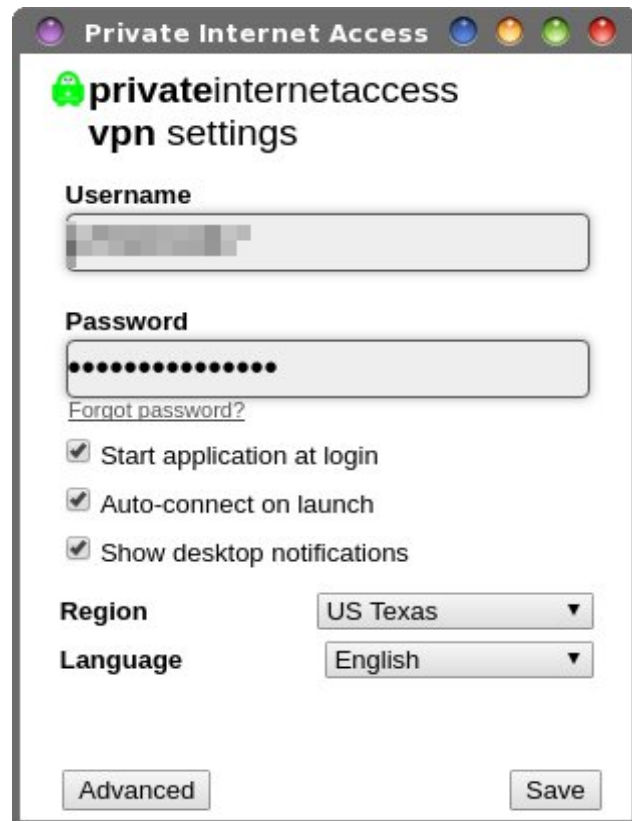 Private Internet Access
privateinternetaccess
vpn settings
Username
Password
Forgot password?
Start application at login
Auto-connect on launch
Show desktop notifications
Region US Texas
Language English
Advanced Save